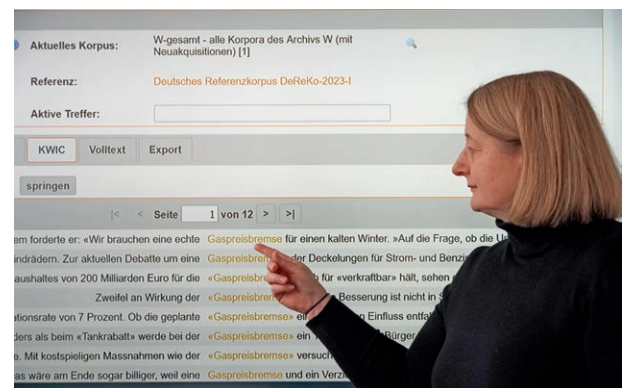 Aktuelles Korpus:
W-gesamt - alle Korpora des Archivs W (mit
Neuakquisitionen) [1]
Referenz:
Deutsches Referenzkorpus DeReKo-2023-I
Aktive Treffer:
KWIC Volltext Export
springen
|< < Seite 1 von 12 > >|
em forderte er: «Wir brauchen eine echte Gaspreisbremse für einen kalten Winter. »Auf die Frage, ob die
indrädern. Zur aktuellen Debatte um eine Gaspreisbrem der Deckelungen für Strom- und Benzi
aushaltes von 200 Milliarden Euro für die «Gaspreisbre für «verkraftbar» hält, sehen
Zweifel an Wirkung der «Gaspreisbrem Besserung ist nicht in
ationsrate von 7 Prozent. Ob die geplante «Gaspreisbremse» Einfluss entfa
ders als beim «Tankrabatt» werde bei der «Gaspreisbremse» ein Bürger
e. Mit kostspieligen Massnahmen wie der «Gaspreisbremse» versuch
as wäre am Ende sogar billiger, weil eine Gaspreisbremse und ein Verz